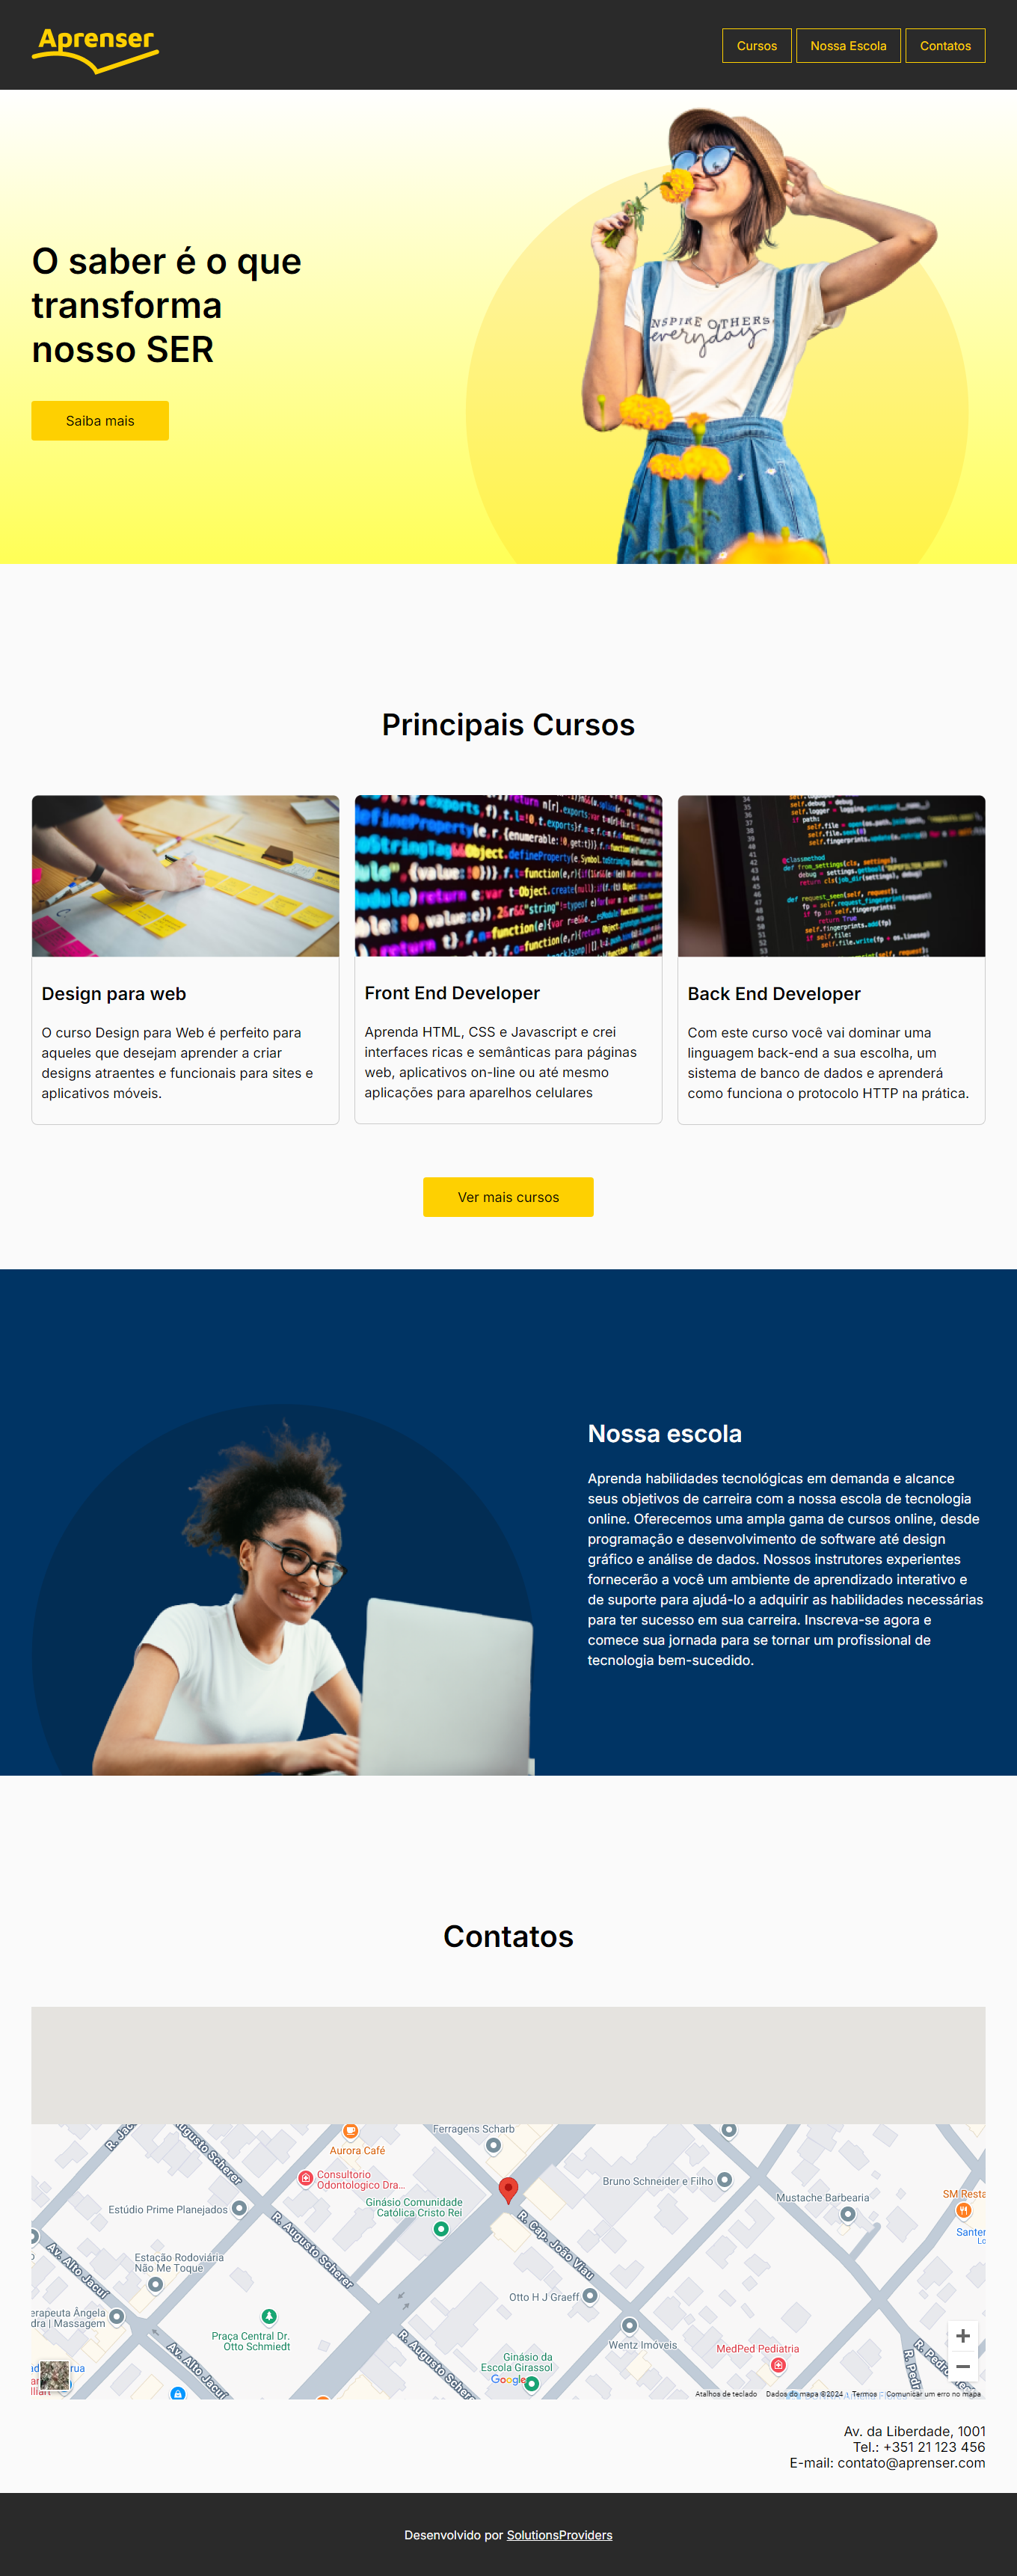 Aprenser
Cursos
Nossa Escola
Contatos
O saber é o que
transforma
nosso SER
Saiba mais
NSPIRE OTHERS
everyday
Principais Cursos
Design para web
O curso Design para Web é perfeito para
aqueles que desejam aprender a criar
designs atraentes e funcionais para sites e
aplicativos móveis.
Front End Developer
Aprenda HTML, CSS e Javascript e crei
interfaces ricas e semânticas para páginas
web, aplicativos on-line ou até mesmo
aplicações para aparelhos celulares
Back End Developer
Com este curso você vai dominar uma
linguagem back-end a sua escolha, um
sistema de banco de dados e aprenderá
como funciona o protocolo HTTP na prática.
Ver mais cursos
Nossa escola
Aprenda habilidades tecnológicas em demanda e alcance
seus objetivos de carreira com a nossa escola de tecnologia
online. Oferecemos uma ampla gama de cursos online, desde
programação e desenvolvimento de software até design
gráfico e análise de dados. Nossos instrutores experientes
fornecerão a você um ambiente de aprendizado interativo e
de suporte para ajudá-lo a adquirir as habilidades necessárias
para ter sucesso em sua carreira. Inscreva-se agora e
comece sua jornada para se tornar um profissional de
tecnologia bem-sucedido.
Contatos
Ferragens Scharb
Aurora Café
Consultorio
Odontologico Dra...
Bruno Schneider e Filho
Estúdio Prime Planejados
Ginásio Comunidade
Católica Cristo Rei
Mustache Barbearia
SM Resta
R. Augusto Scherer
R. Cap. João Viau
Av. Alto Jacuí
Estação Rodoviária
Não Me Toque
Otto H J Graeff
erapeuta Ângela
dra | Massagem
Praça Central Dr.
Otto Schmiedt
Wentz Imóveis
MedPed Pediatria
Av. Alto Jacuí
R. Augusto Scherer
Ginásio da
Escola Girassol
Google
Atalhos de teclado
Dados do mapa ©2024
Termos
Comunicar um erro no mapa
Av. da Liberdade, 1001
Tel.: +351 21 123 456
E-mail: contato@aprenser.com
Desenvolvido por SolutionsProviders